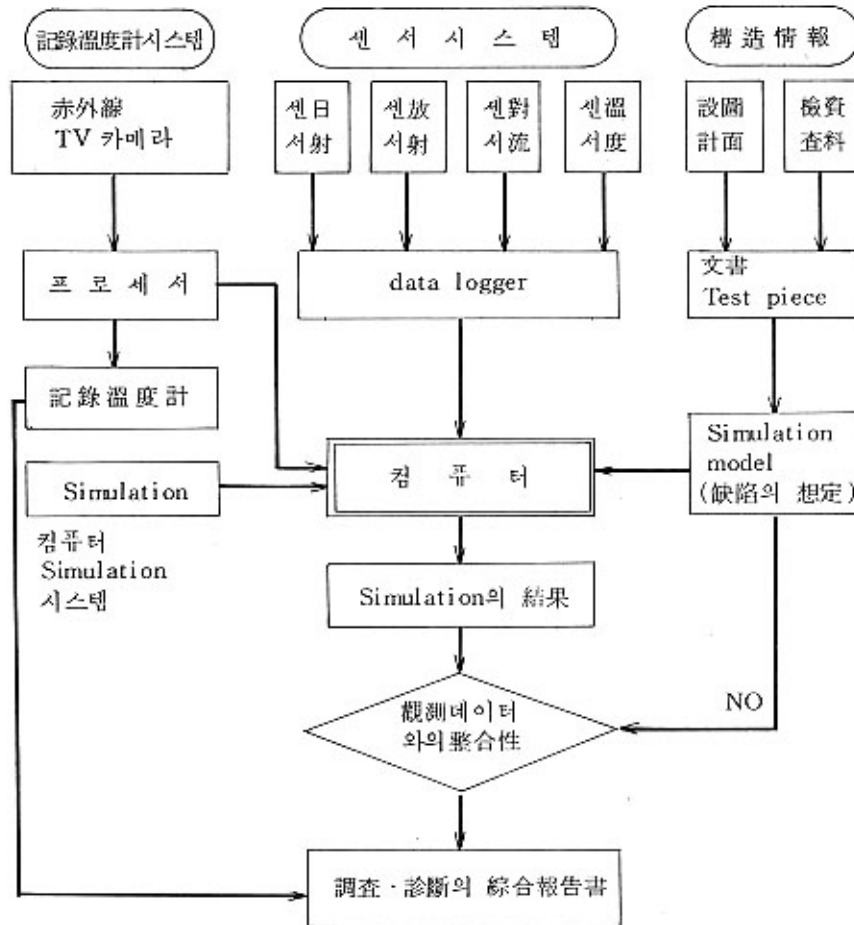 記錄溫度計시스템
센서시스템
構造情報
赤外線
TV 카메라
日射
센서
放射
센서
對流
센서
溫度
센서
設計
圖面
檢査
資料
프로세서
data logger
文書
Test piece
記錄溫度計
Simulation
컴퓨터
Simulation
시스템
컴퓨터
Simulation
model
(缺陷의 想定)
Simulation의 結果
觀測데이터
와의整合性
NO
調査·診斷의 綜合報告書